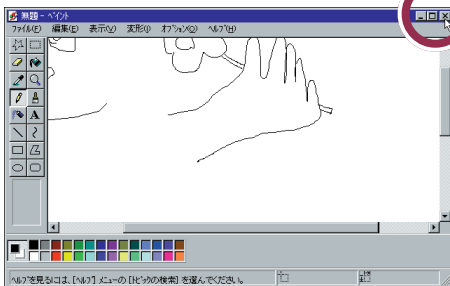 無題 - ペイント
ファイル(F) 編集(E) 表示(V) 変形(I) オプション(O) ヘルプ(H)
A
ヘルプを見るには、[ヘルプ] メニューの [トピックの検索] を選んでください。